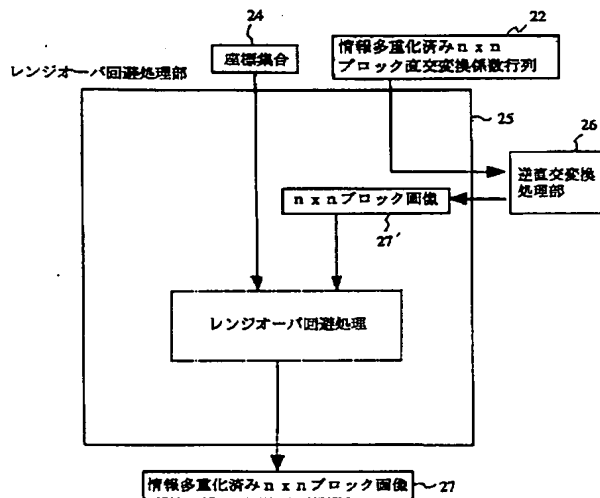 24
22
座標集合
情報多重化済みnxn
ブロック直交変換係数行列
レンジオーバ回避処理部
25
26
逆直交変換
処理部
nxnブロック画像
27'
レンジオーバ回避処理
情報多重化済みnxnブロック画像
27